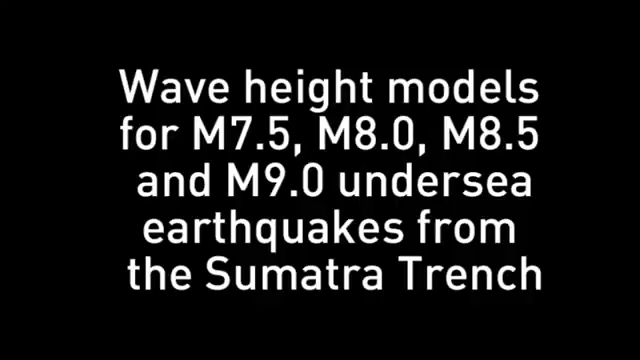 Wave height models
for M7.5, M8.0, M8.5
and M9.0 undersea
earthquakes from
the Sumatra Trench